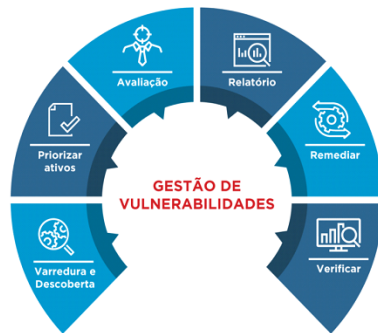 Varredura e
Descoberta
Priorizar
ativos
Avaliação
Relatório
Remediar
Verificar
GESTÃO DE
VULNERABILIDADES